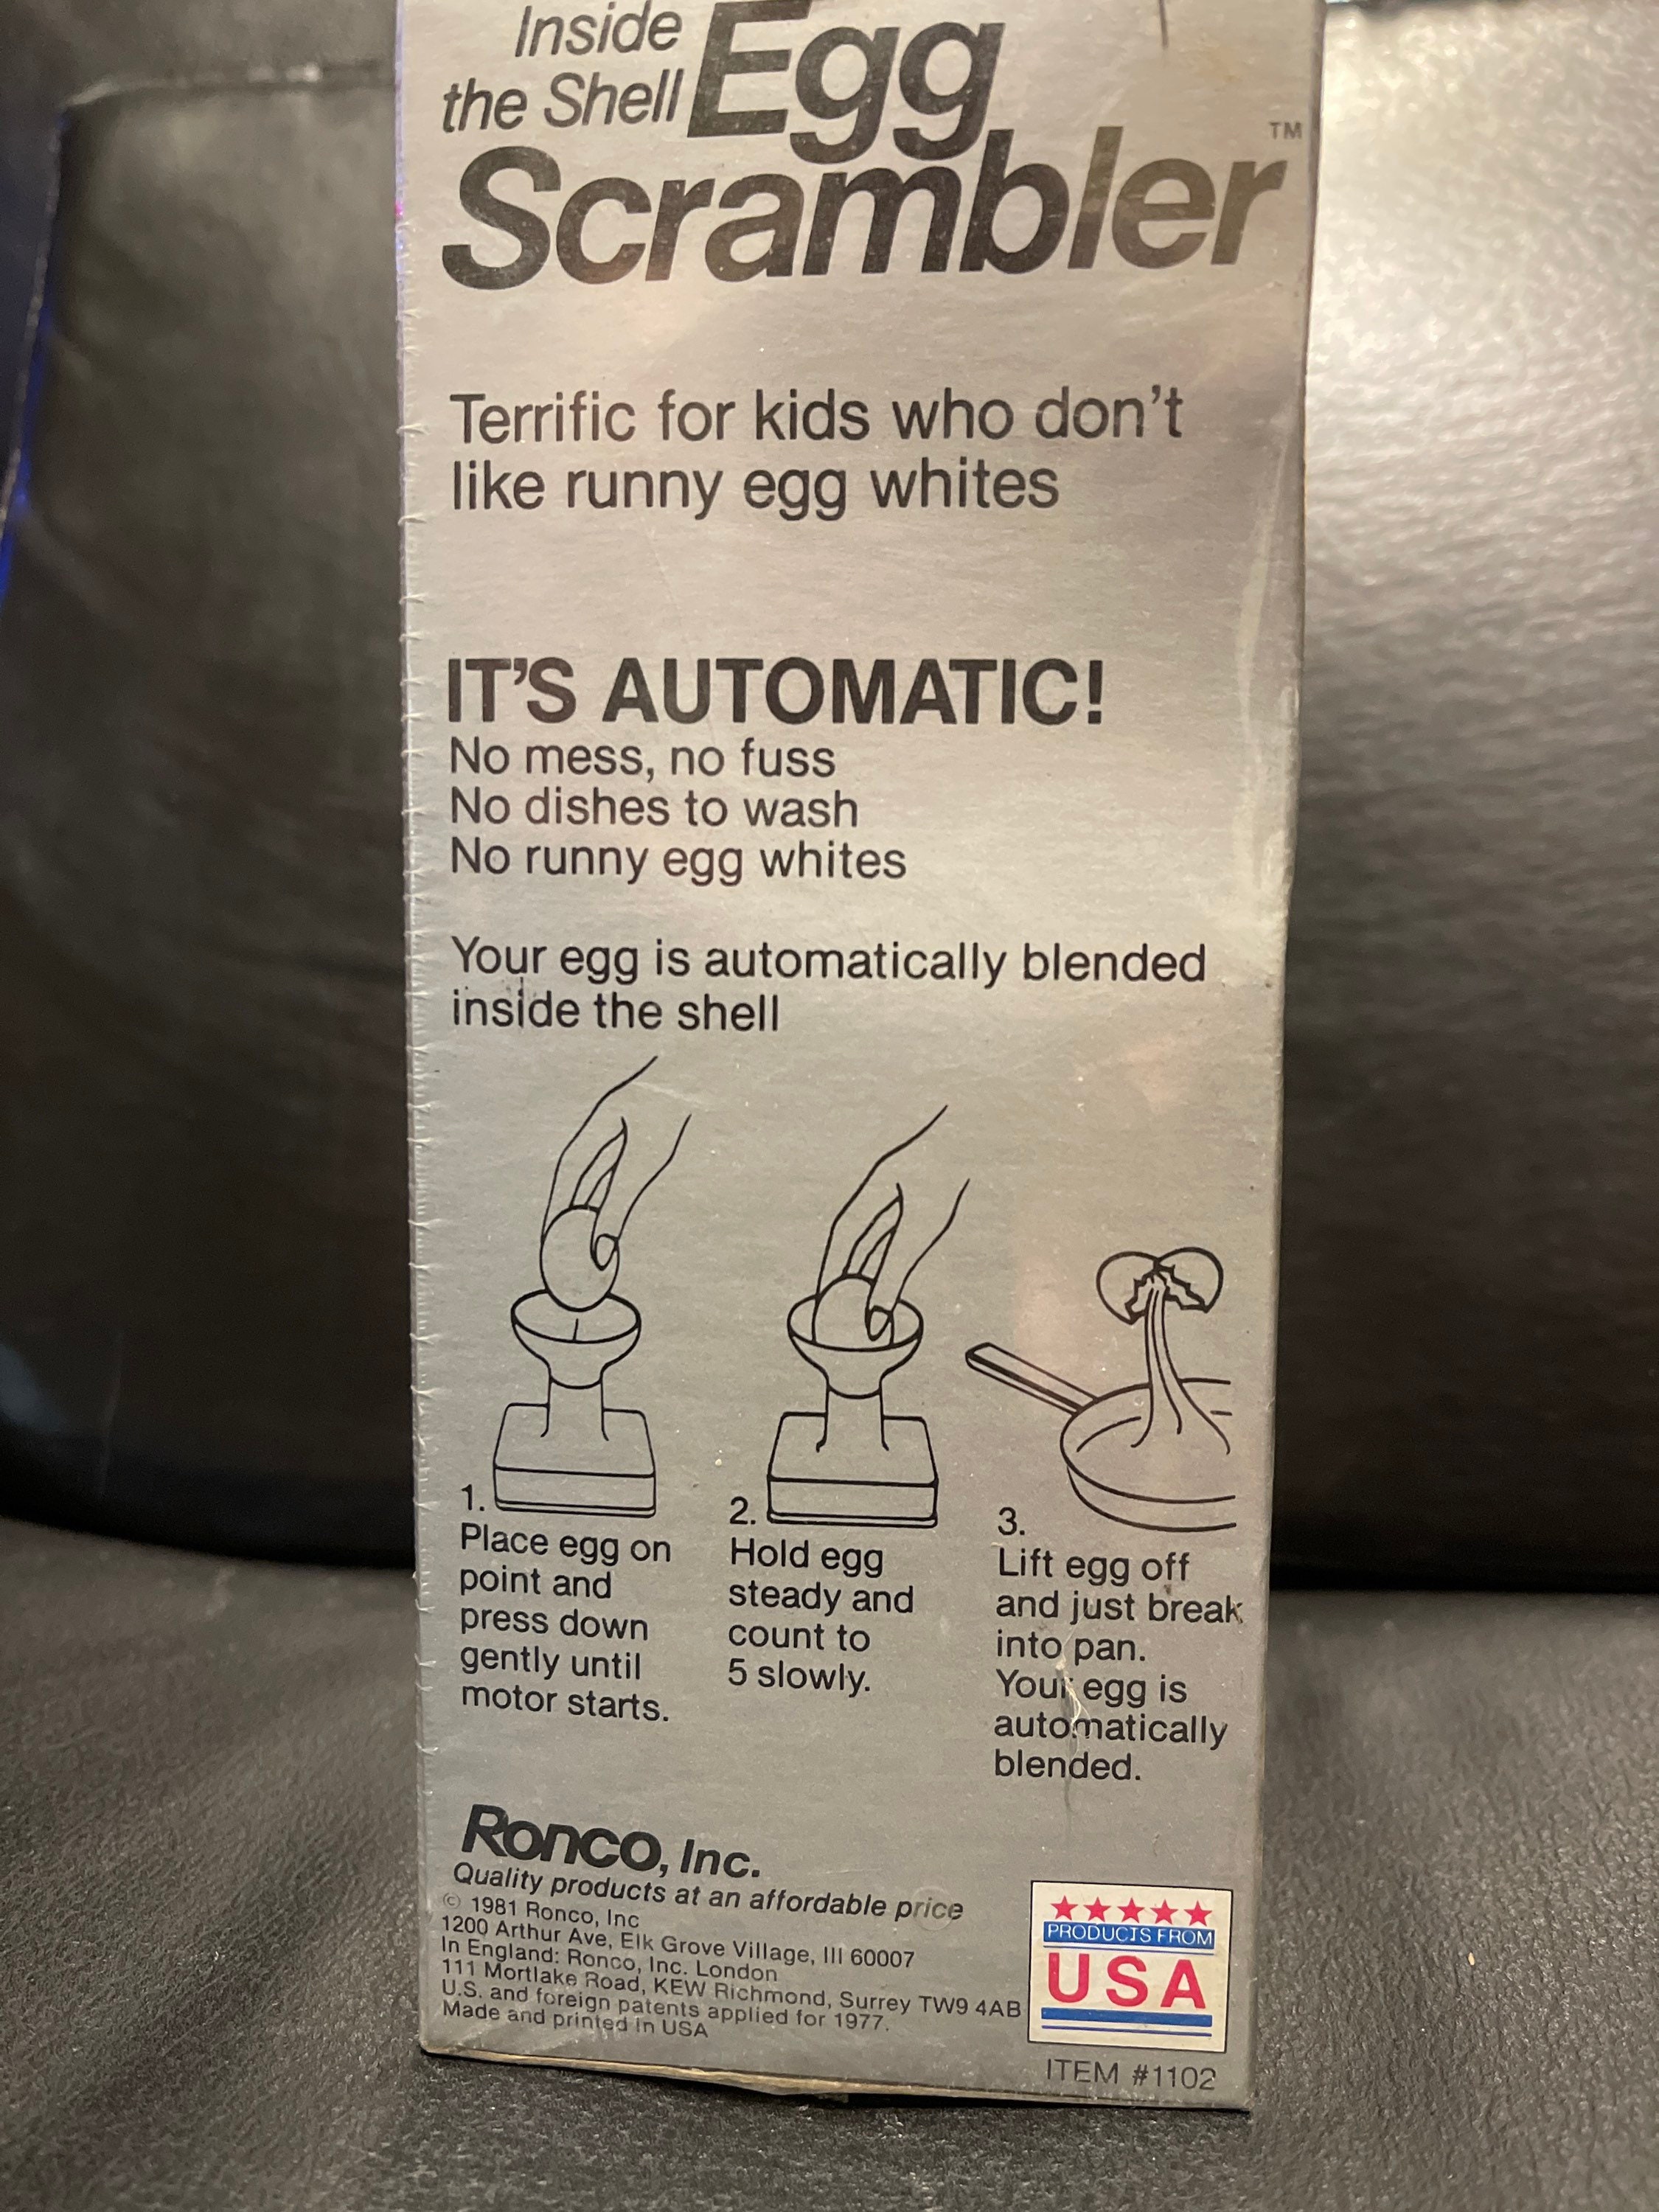 Inside
the Shell Egg
Scrambler™
Terrific for kids who don't
like runny egg whites
IT'S AUTOMATIC!
No mess, no fuss
No dishes to wash
No runny egg whites
Your egg is automatically blended
inside the shell
1.
Place egg on
point and
press down
gently until
motor starts.
2.
Hold egg
steady and
count to
5 slowly.
3.
Lift egg off
and just break
into pan.
Your egg is
automatically
blended.
Ronco, Inc.
Quality products at an affordable price
© 1981 Ronco, Inc
1200 Arthur Ave, Elk Grove Village, Ill 60007
In England: Ronco, Inc. London
111 Mortlake Road, KEW Richmond, Surrey TW9 4AB
U.S. and foreign patents applied for 1977.
Made and printed in USA
PRODUCTS FROM
USA
ITEM #1102